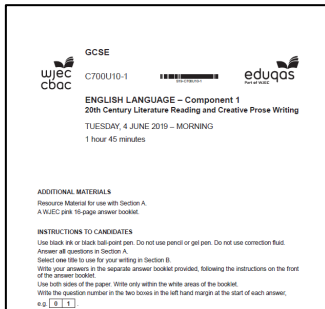 GCSE
wjec
cbac
C700U10-1
eduqas
Part of WJEC
ENGLISH LANGUAGE – Component 1
20th Century Literature Reading and Creative Prose Writing
TUESDAY, 4 JUNE 2019 – MORNING
1 hour 45 minutes
ADDITIONAL MATERIALS
Resource Material for use with Section A.
A WJEC pink 16-page answer booklet.
INSTRUCTIONS TO CANDIDATES
Use black ink or black ball-point pen. Do not use pencil or gel pen. Do not use correction fluid.
Answer all questions in Section A.
Select one title to use for your writing in Section B.
Write your answers in the separate answer booklet provided, following the instructions on the front
of the answer booklet.
Use both sides of the paper. Write only within the white areas of the booklet.
Write the question number in the two boxes in the left hand margin at the start of each answer,
e.g. 0 1 .